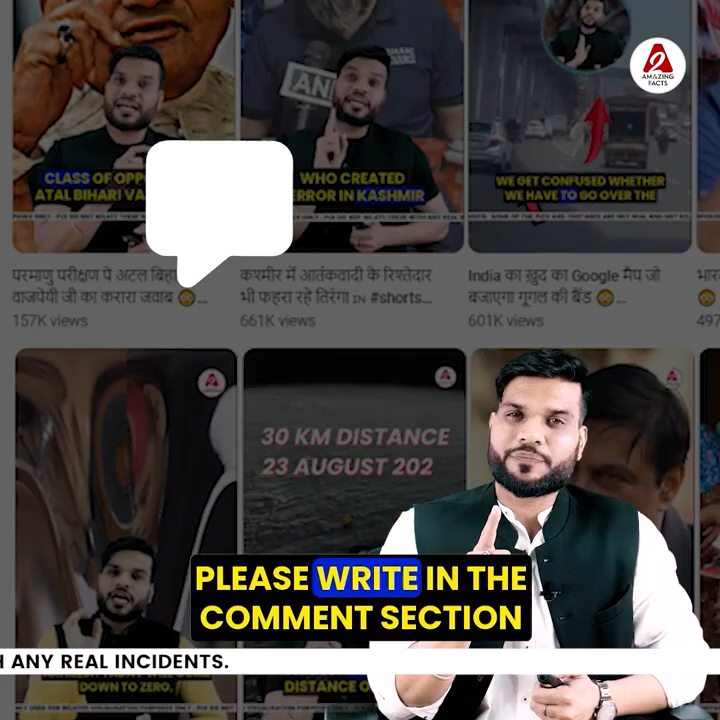 A2
AMAZING
FACTS
AN
CLASS OF OPP
ATAL BIHARI VA
WHO CREATED
ERROR IN KASHMIR
WE GET CONFUSED WHETHER
WE HAVE TO GO OVER THE
परमाणु परीक्षण पे अटल बिहा
वाजपेयी जी का करारा जवाब 🧐...
157K views
कश्मीर में आतंकवादी के रिश्तेदार
भी फहरा रहे तिरंगा IN #shorts...
661K views
India का ख़ुद का Google मैप जो
बजाएगा गूगल की बैंड 🧐...
601K views
भार
497
30 KM DISTANCE
23 AUGUST 202
PLEASE WRITE IN THE
COMMENT SECTION
H ANY REAL INCIDENTS.
DOWN TO ZERO,
DISTANCE O